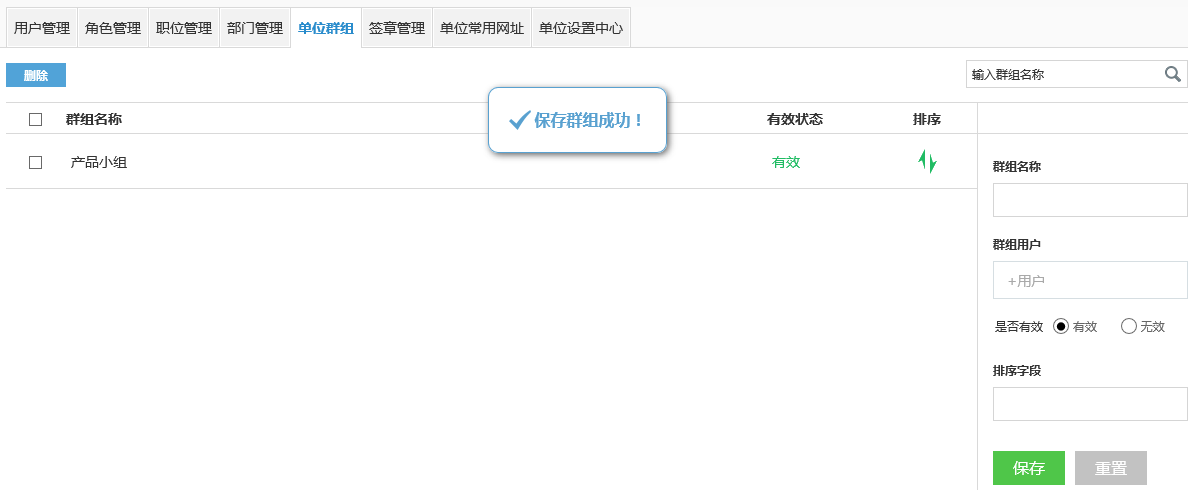 用户管理 角色管理 职位管理 部门管理 单位群组 签章管理 单位常用网址 单位设置中心
删除 输入群组名称
保存群组成功！
群组名称 有效状态 排序
产品小组 有效
群组名称
群组用户
+用户
是否有效 有效 无效
排序字段
保存 重置